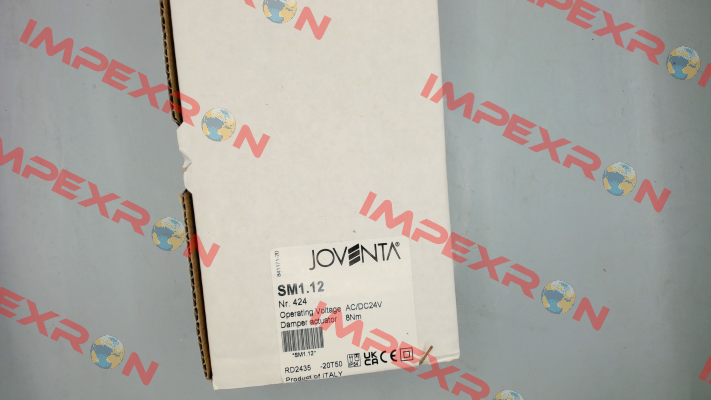 IMPEXRON
IMPEXRON
IMPEXRON
IMPEXRON
IMPEXRON
IMPEXRON
IMPEXRON
JOVENTA®
SM1.12
Nr. 424
Operating Voltage AC/DC24V
Damper actuator 8Nm
*SM1.12*
RD2435 -20T50 UK CA CE
Product of ITALY